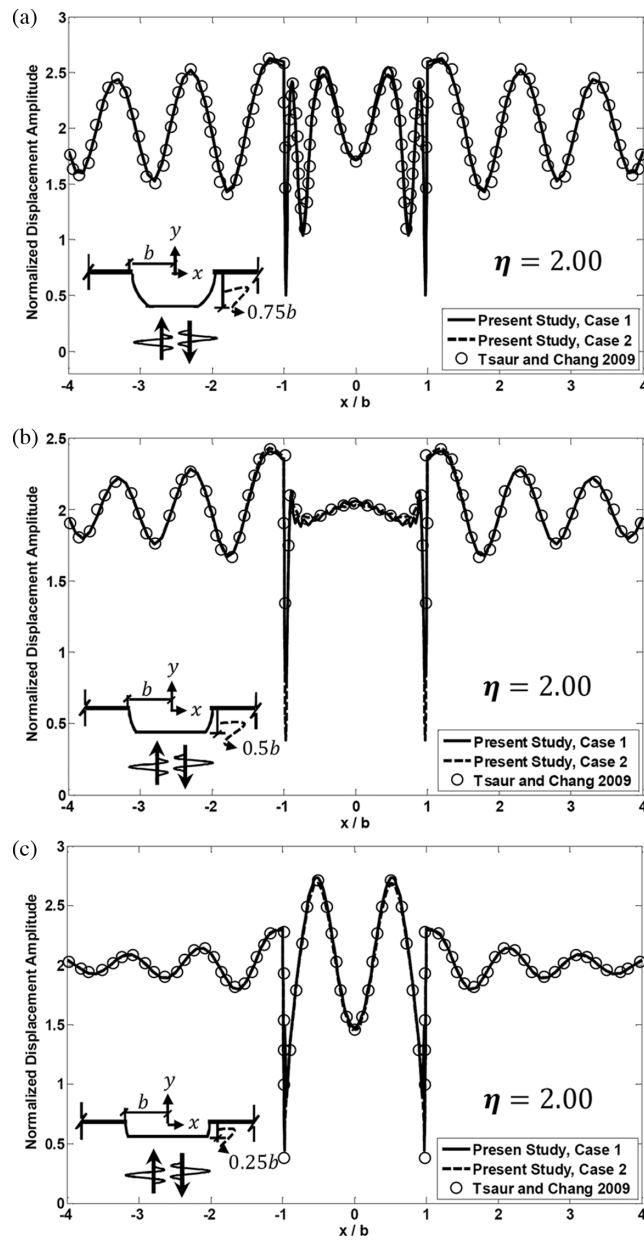 (a)
3
2.5
2
1.5
1
0.5
0
Normalized Displacement Amplitude
b
y
x
0.75b
η = 2.00
Present Study, Case 1
Present Study, Case 2
Tsaur and Chang 2009
-4 -3 -2 -1 0 1 2 3 4
x / b
(b)
2.5
2
1.5
1
0.5
0
Normalized Displacement Amplitude
b
y
x
0.5b
η = 2.00
Present Study, Case 1
Present Study, Case 2
Tsaur and Chang 2009
-4 -3 -2 -1 0 1 2 3 4
x / b
(c)
3
2.5
2
1.5
1
0.5
0
Normalized Displacement Amplitude
b
y
x
0.25b
η = 2.00
Presen Study, Case 1
Present Study, Case 2
Tsaur and Chang 2009
-4 -3 -2 -1 0 1 2 3 4
x / b